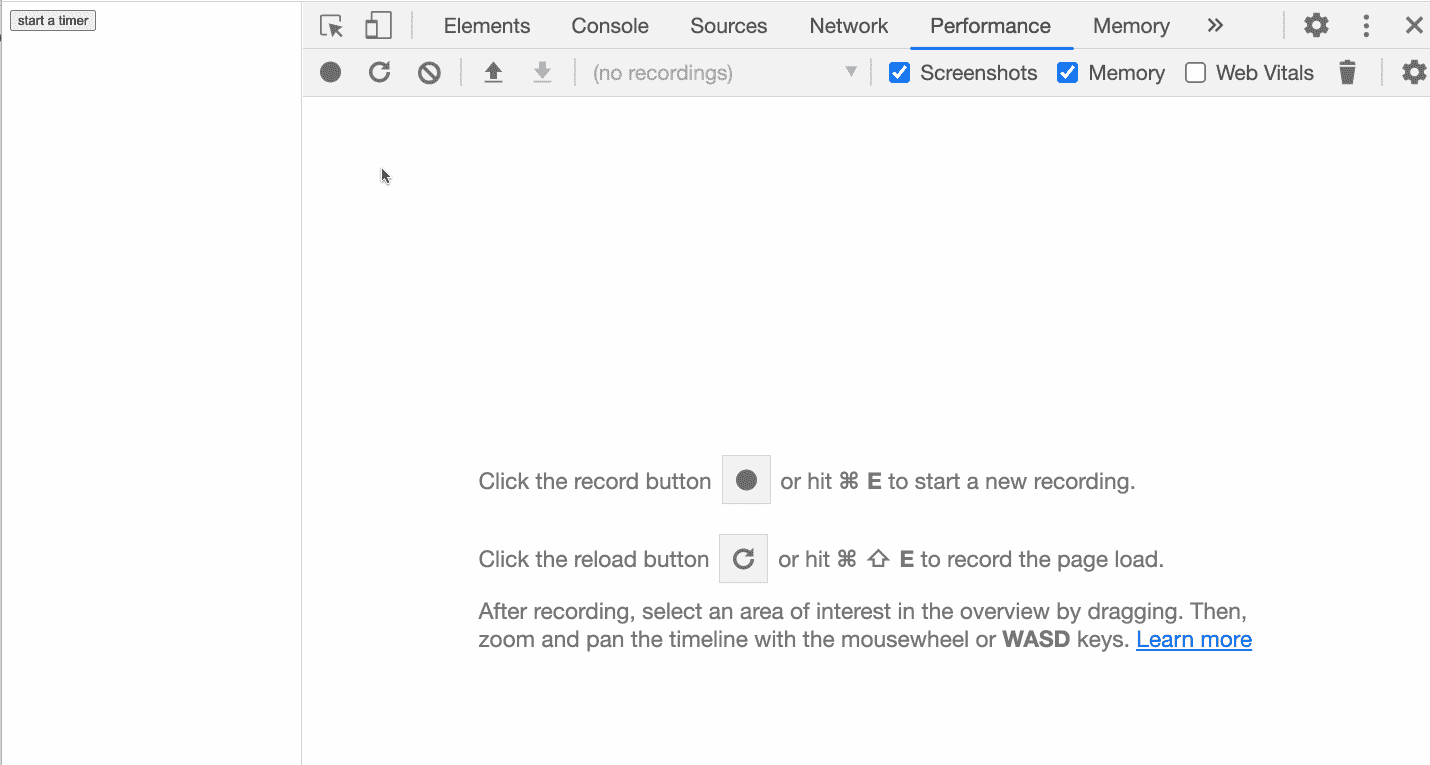 start a timer
Elements Console Sources Network Performance Memory »
(no recordings) Screenshots Memory Web Vitals
Click the record button or hit ⌘ E to start a new recording.
Click the reload button or hit ⌘ ⇧ E to record the page load.
After recording, select an area of interest in the overview by dragging. Then,
zoom and pan the timeline with the mousewheel or WASD keys. Learn more